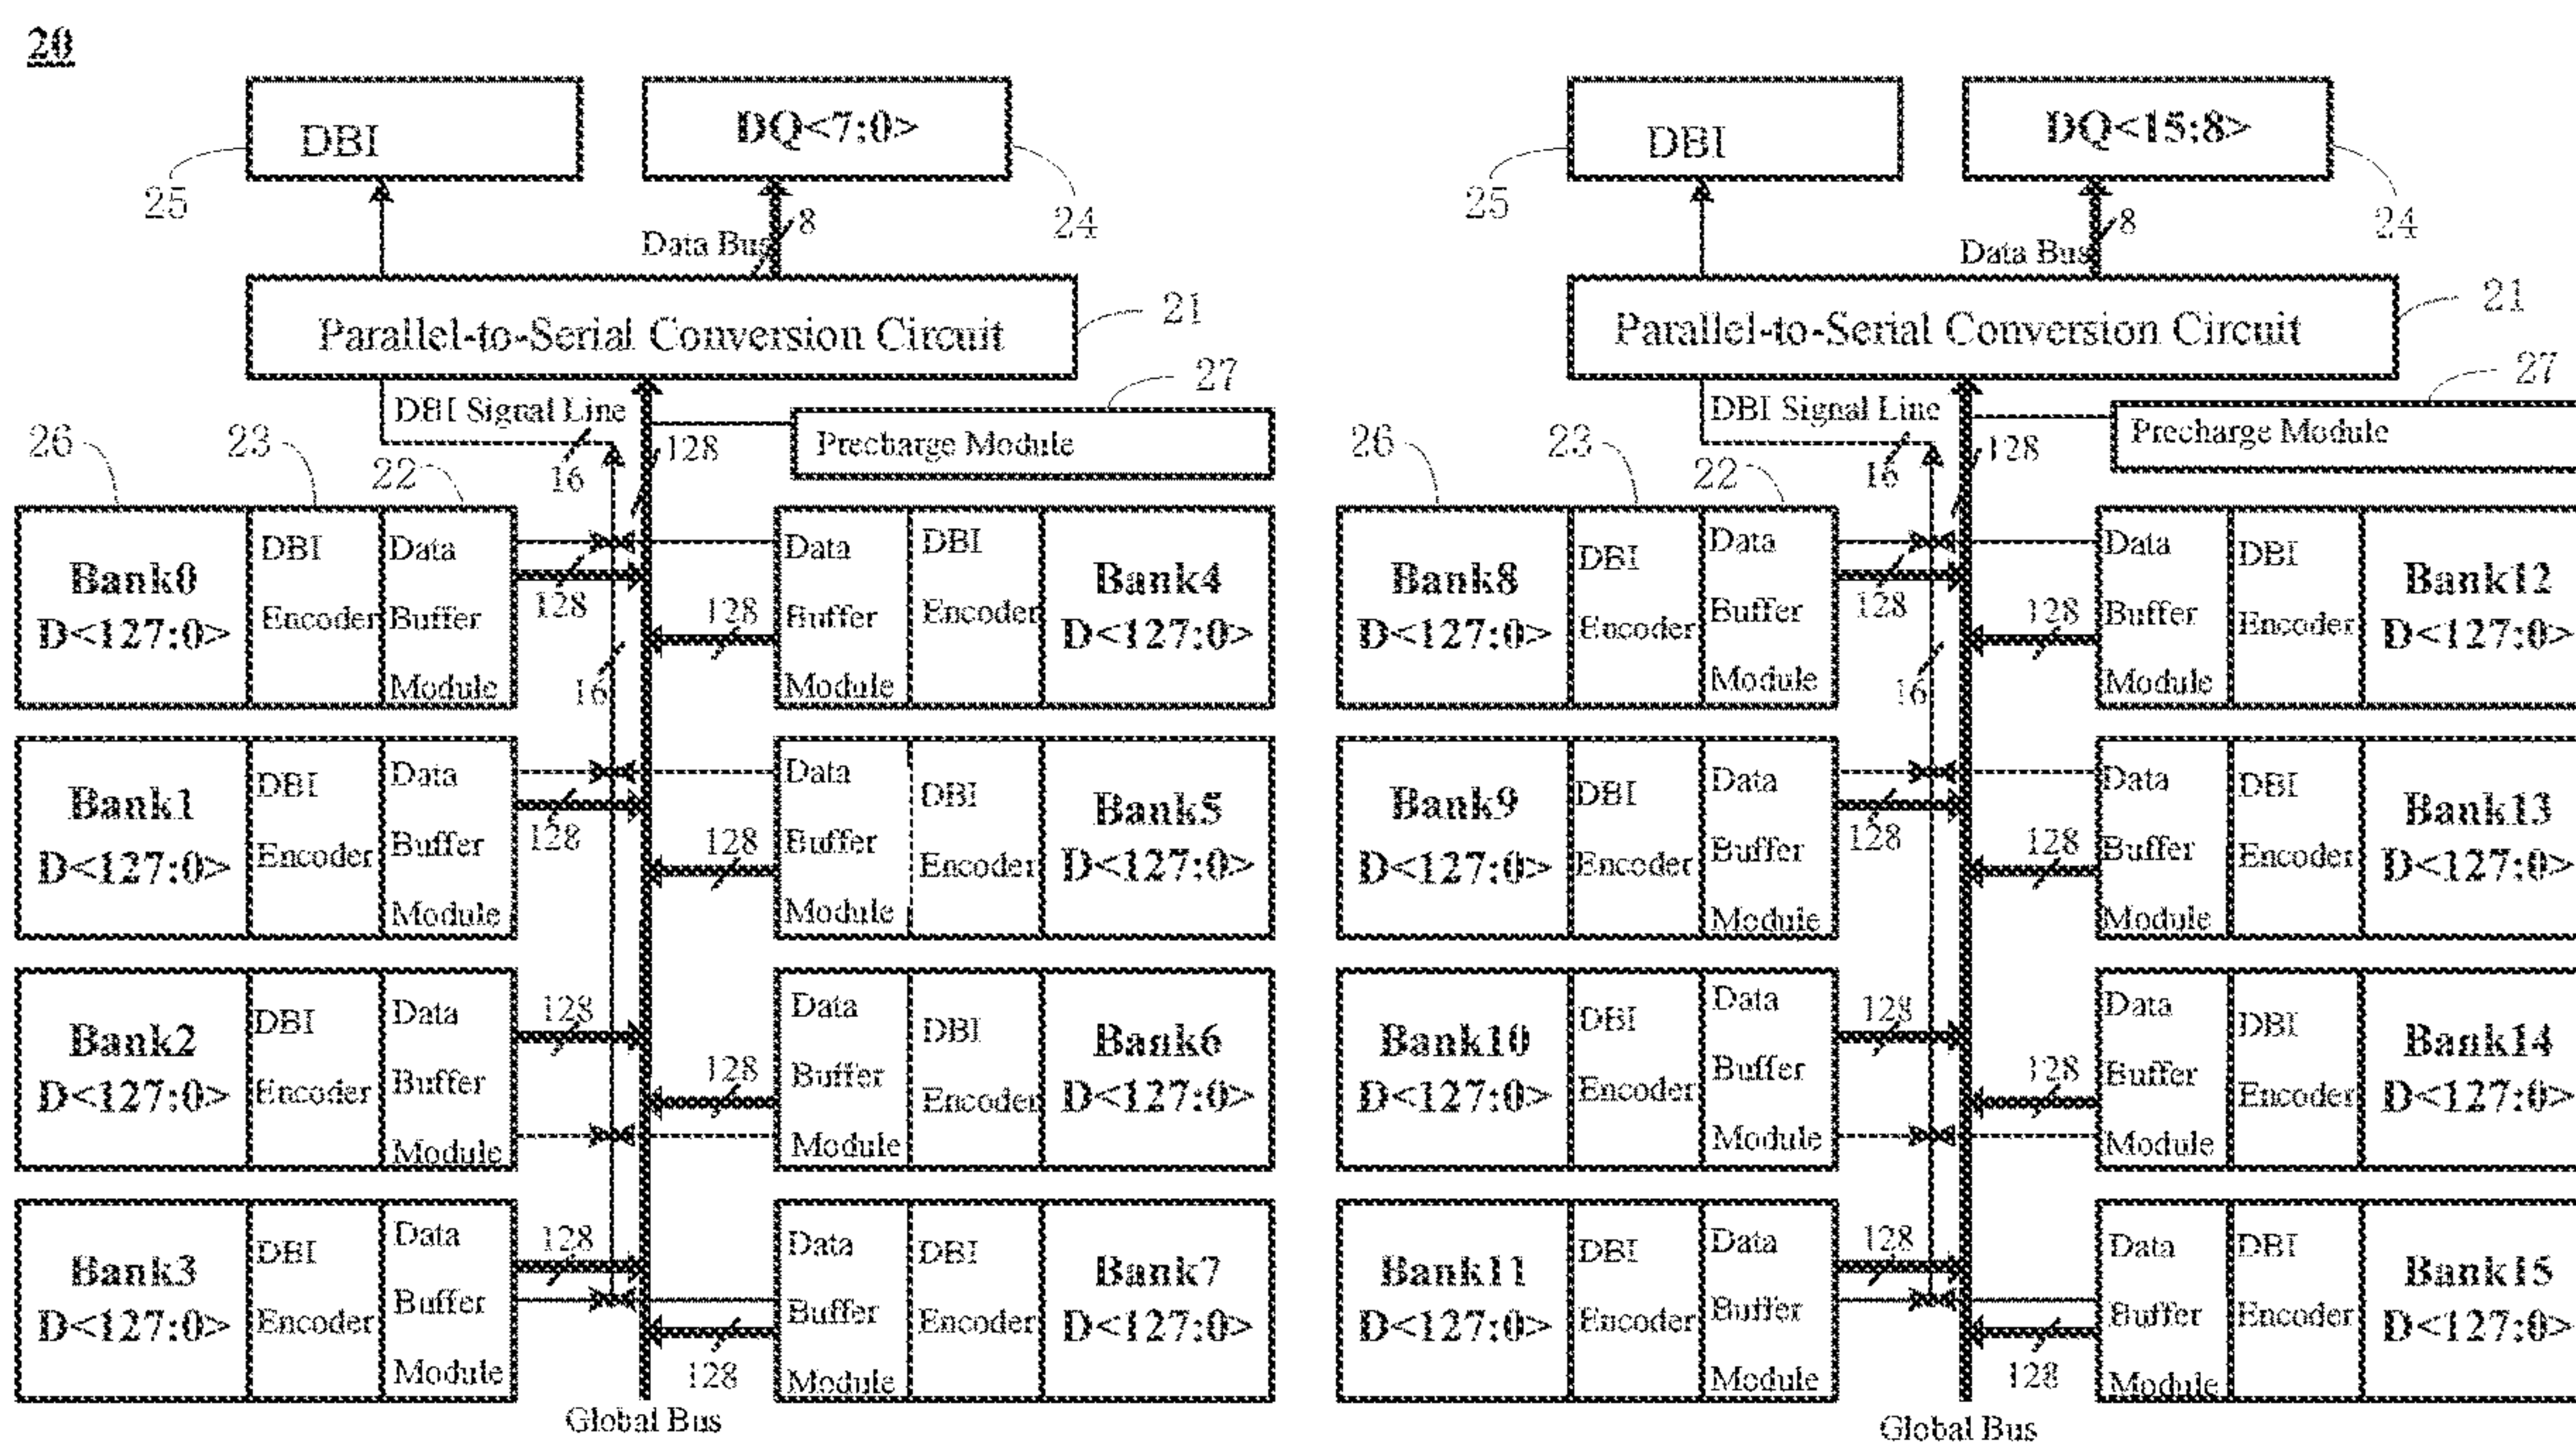 20
DBI
DQ<7:0>
25
24
Data Bus
8
Parallel-to-Serial Conversion Circuit
21
DBI Signal Line
16
128
Precharge Module
27
26
23
22
Bank0
D<127:0>
DBI
Encoder
Data
Buffer
Module
128
16
128
Data
Buffer
Module
DBI
Encoder
Bank4
D<127:0>
Bank1
D<127:0>
DBI
Encoder
Data
Buffer
Module
128
128
Data
Buffer
Module
DBI
Encoder
Bank5
D<127:0>
Bank2
D<127:0>
DBI
Encoder
Data
Buffer
Module
128
128
Data
Buffer
Module
DBI
Encoder
Bank6
D<127:0>
Bank3
D<127:0>
DBI
Encoder
Data
Buffer
Module
128
128
Data
Buffer
Module
DBI
Encoder
Bank7
D<127:0>
Global Bus
DBI
DQ<15:8>
25
24
Data Bus
8
Parallel-to-Serial Conversion Circuit
21
DBI Signal Line
16
128
Precharge Module
27
26
23
22
Bank8
D<127:0>
DBI
Encoder
Data
Buffer
Module
128
16
128
Data
Buffer
Module
DBI
Encoder
Bank12
D<127:0>
Bank9
D<127:0>
DBI
Encoder
Data
Buffer
Module
128
128
Data
Buffer
Module
DBI
Encoder
Bank13
D<127:0>
Bank10
D<127:0>
DBI
Encoder
Data
Buffer
Module
128
128
Data
Buffer
Module
DBI
Encoder
Bank14
D<127:0>
Bank11
D<127:0>
DBI
Encoder
Data
Buffer
Module
128
128
Data
Buffer
Module
DBI
Encoder
Bank15
D<127:0>
Global Bus